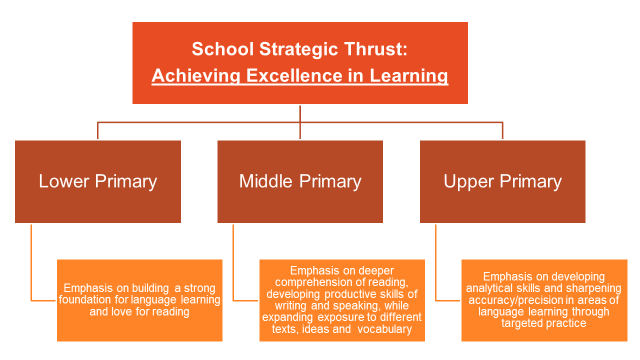 School Strategic Thrust:
Achieving Excellence in Learning
Lower Primary
Middle Primary
Upper Primary
Emphasis on building a strong
foundation for language learning
and love for reading
Emphasis on deeper
comprehension of reading,
developing productive skills of
writing and speaking, while
expanding exposure to different
texts, ideas and vocabulary
Emphasis on developing
analytical skills and sharpening
accuracy/precision in areas of
language learning through
targeted practice